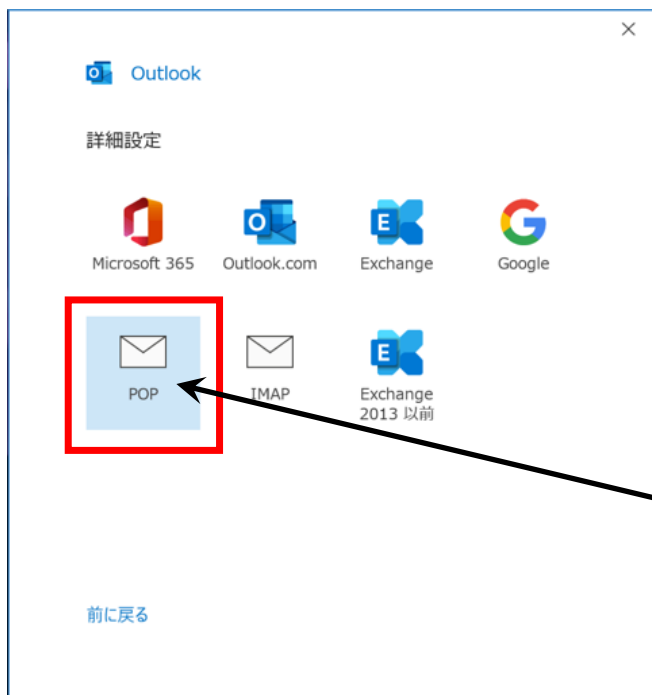 Outlook
詳細設定
Microsoft 365
Outlook.com
Exchange
Google
POP
IMAP
Exchange
2013 以前
前に戻る